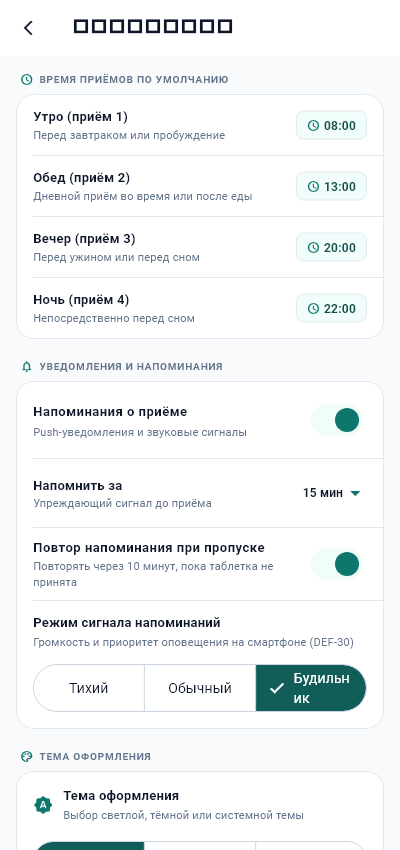 ВРЕМЯ ПРИЁМОВ ПО УМОЛЧАНИЮ
Утро (приём 1)
Перед завтраком или пробуждение
08:00
Обед (приём 2)
Дневной приём во время или после еды
13:00
Вечер (приём 3)
Перед ужином или перед сном
20:00
Ночь (приём 4)
Непосредственно перед сном
22:00
УВЕДОМЛЕНИЯ И НАПОМИНАНИЯ
Напоминания о приёме
Push-уведомления и звуковые сигналы
Напомнить за
Упреждающий сигнал до приёма
15 мин
Повтор напоминания при пропуске
Повторять через 10 минут, пока таблетка не
принята
Режим сигнала напоминаний
Громкость и приоритет оповещения на смартфоне (DEF-30)
Тихий
Обычный
Будильн
ик
ТЕМА ОФОРМЛЕНИЯ
A
Тема оформления
Выбор светлой, тёмной или системной темы